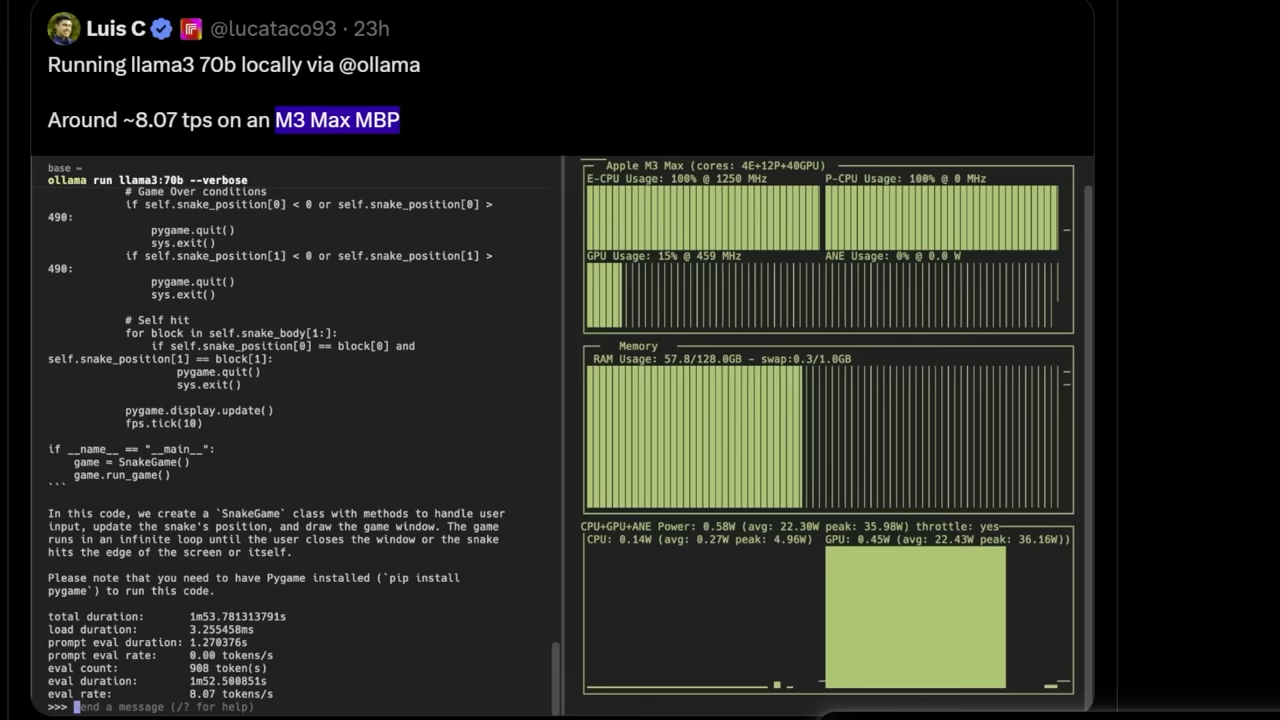 Luis C @lucataco93 · 23h
Running llama3 70b locally via @ollama
Around ~8.07 tps on an M3 Max MBP
base ~
ollama run llama3:70b --verbose
# Game Over conditions
if self.snake_position[0] < 0 or self.snake_position[0] >
490:
pygame.quit()
sys.exit()
if self.snake_position[1] < 0 or self.snake_position[1] >
490:
pygame.quit()
sys.exit()
# Self hit
for block in self.snake_body[1:]:
if self.snake_position[0] == block[0] and
self.snake_position[1] == block[1]:
pygame.quit()
sys.exit()
pygame.display.update()
fps.tick(10)
if __name__ == "__main__":
game = SnakeGame()
game.run_game()
```
In this code, we create a `SnakeGame` class with methods to handle user
input, update the snake's position, and draw the game window. The game
runs in an infinite loop until the user closes the window or the snake
hits the edge of the screen or itself.
Please note that you need to have Pygame installed (`pip install
pygame`) to run this code.
total duration: 1m53.781313791s
load duration: 3.255458ms
prompt eval duration: 1.270376s
prompt eval rate: 0.00 tokens/s
eval count: 908 token(s)
eval duration: 1m52.500851s
eval rate: 8.07 tokens/s
>>> end a message (/? for help)
Apple M3 Max (cores: 4E+12P+40GPU)
E-CPU Usage: 100% @ 1250 MHz P-CPU Usage: 100% @ 0 MHz
GPU Usage: 15% @ 459 MHz ANE Usage: 0% @ 0.0 W
Memory
RAM Usage: 57.8/128.0GB - swap:0.3/1.0GB
CPU+GPU+ANE Power: 0.58W (avg: 22.30W peak: 35.98W) throttle: yes
CPU: 0.14W (avg: 0.27W peak: 4.96W) GPU: 0.45W (avg: 22.43W peak: 36.16W))